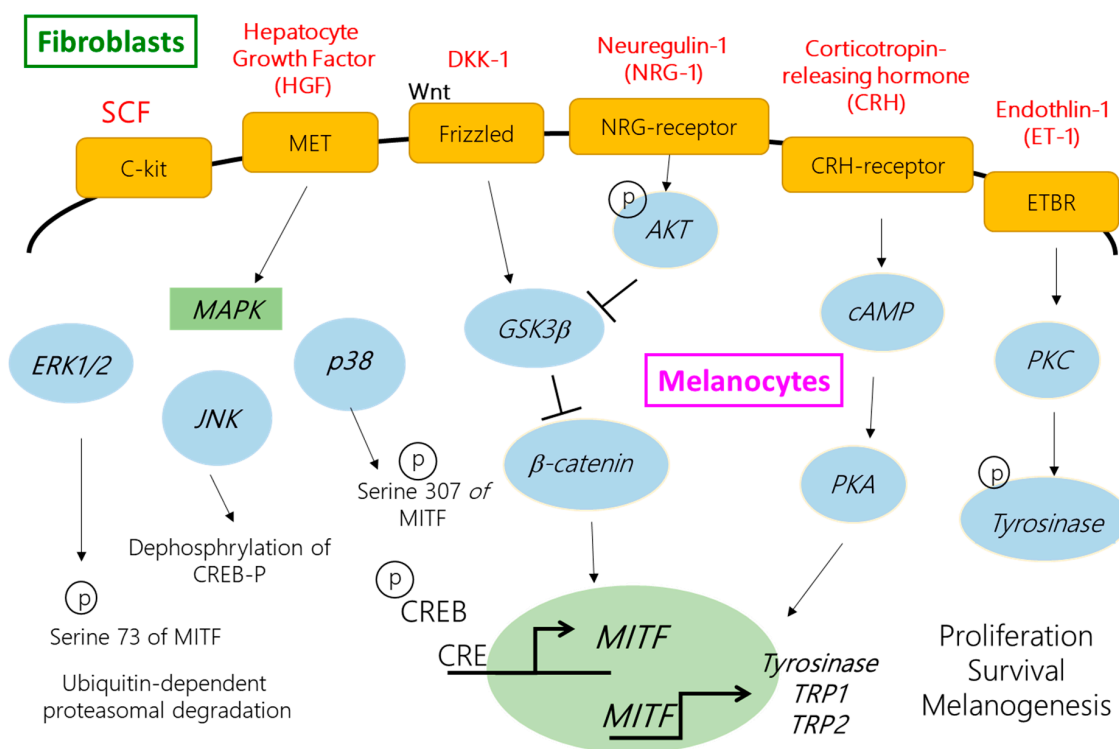 Fibroblasts
Hepatocyte
Growth Factor
(HGF)
DKK-1
Neuregulin-1
(NRG-1)
Corticotropin-
releasing hormone
(CRH)
Endothlin-1
(ET-1)
SCF
Wnt
C-kit
MET
Frizzled
NRG-receptor
CRH-receptor
ETBR
p
AKT
MAPK
GSK3β
cAMP
ERK1/2
p38
PKC
Melanocytes
JNK
p
Serine 307 of
MITF
β-catenin
PKA
p
Tyrosinase
Dephosphrylation of
CREB-P
p
Serine 73 of MITF
Ubiquitin-dependent
proteasomal degradation
p
CREB
CRE
MITF
MITF
Tyrosinase
TRP1
TRP2
Proliferation
Survival
Melanogenesis